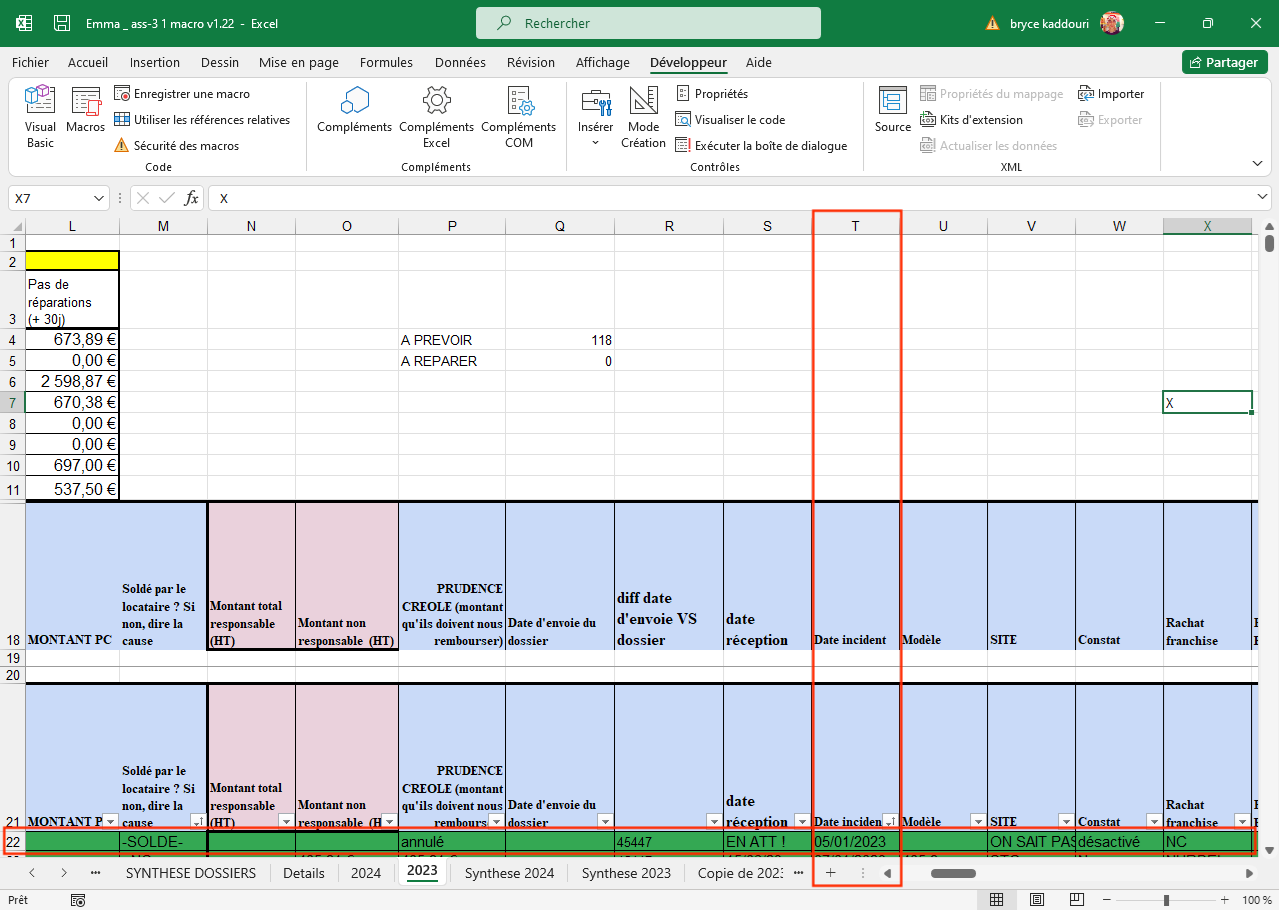 Emma _ ass-3 1 macro v1.22 - Excel
Rechercher
bryce kaddouri
Fichier Accueil Insertion Dessin Mise en page Formules Données Révision Affichage Développeur Aide
Partager
Visual Basic
Macros
Enregistrer une macro
Utiliser les références relatives
Sécurité des macros
Code
Compléments
Compléments Excel
Compléments COM
Compléments
Insérer
Mode Création
Propriétés
Visualiser le code
Exécuter la boîte de dialogue
Contrôles
Source
Propriétés du mappage
Kits d'extension
Actualiser les données
Importer
Exporter
XML
X7
fx
X
L M N O P Q R S T U V W X
1
2
3 Pas de réparations (+ 30j)
4 673,89 € A PREVOIR 118
5 0,00 € A REPARER 0
6 2 598,87 €
7 670,38 € X
8 0,00 €
9 0,00 €
10 697,00 €
11 537,50 €
18 MONTANT PC
Soldé par le locataire ? Si non, dire la cause
Montant total responsable (HT)
Montant non responsable (HT)
PRUDENCE CREOLE (montant qu'ils doivent nous rembourser)
Date d'envoie du dossier
diff date d'envoie VS dossier
date réception
Date incident
Modèle
SITE
Constat
Rachat franchise
19
20
21 MONTANT P
Soldé par le locataire ? Si non, dire la cause
Montant total responsable (HT)
Montant non responsable (H
PRUDENCE CREOLE (montant qu'ils doivent nous rembours
Date d'envoie du dossier
date réception
Date inciden
Modèle
SITE
Constat
Rachat franchise
22 -SOLDE- annulé 45447 EN ATT ! 05/01/2023 ON SAIT PAS désactivé NC
SYNTHESE DOSSIERS Details 2024 2023 Synthese 2024 Synthese 2023 Copie de 2023
Prêt
100 %